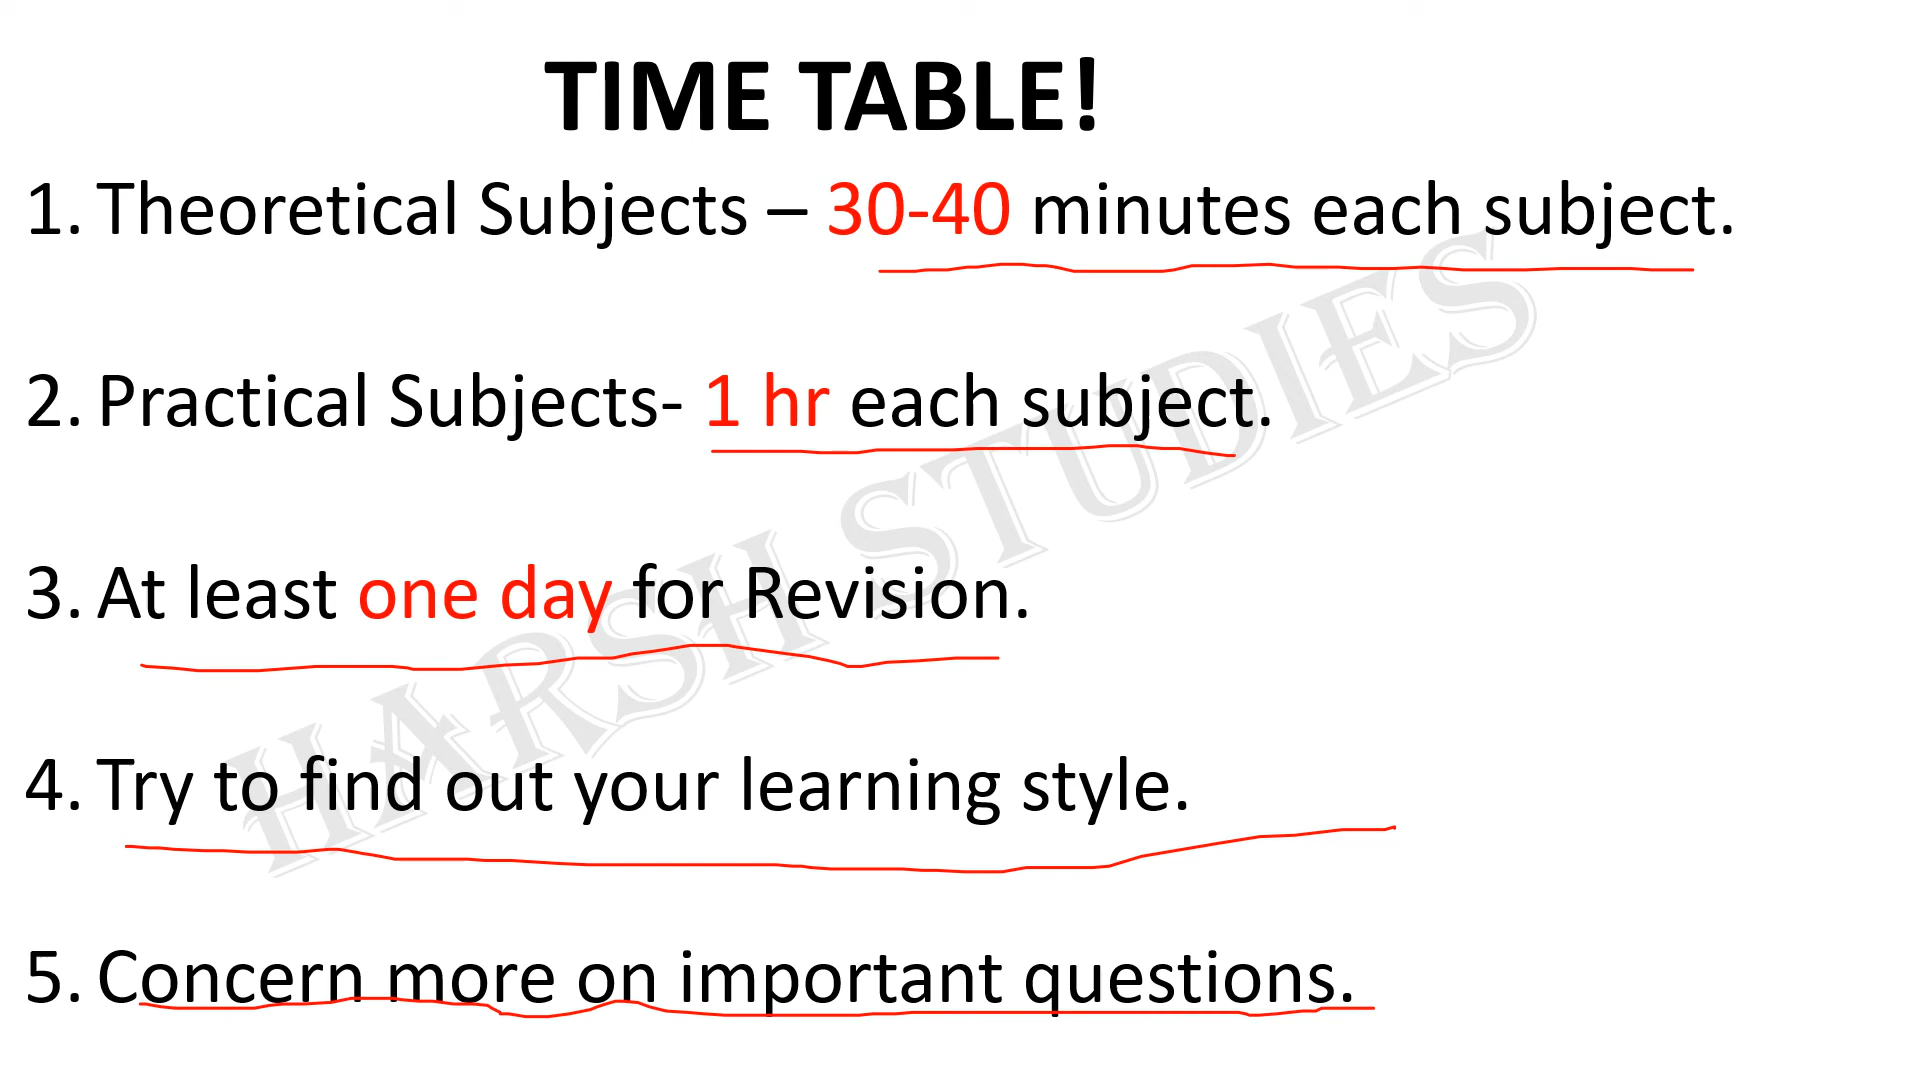 TIME TABLE!
1. Theoretical Subjects – 30-40 minutes each subject.
2. Practical Subjects- 1 hr each subject.
3. At least one day for Revision.
4. Try to find out your learning style.
5. Concern more on important questions.
HARSH STUDIES